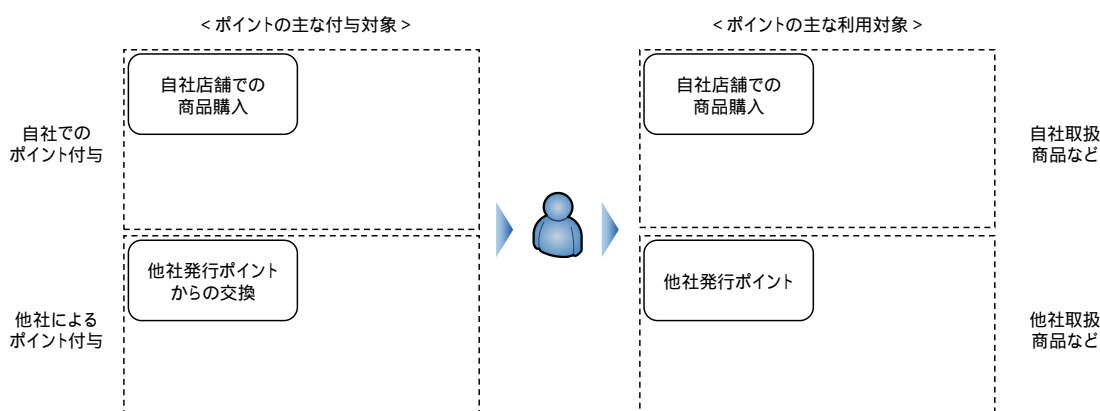 <ポイントの主な付与対象>
<ポイントの主な利用対象>
自社での
ポイント付与
自社店舗での
商品購入
自社店舗での
商品購入
自社取扱
商品など
他社による
ポイント付与
他社発行ポイント
からの交換
他社発行ポイント
他社取扱
商品など